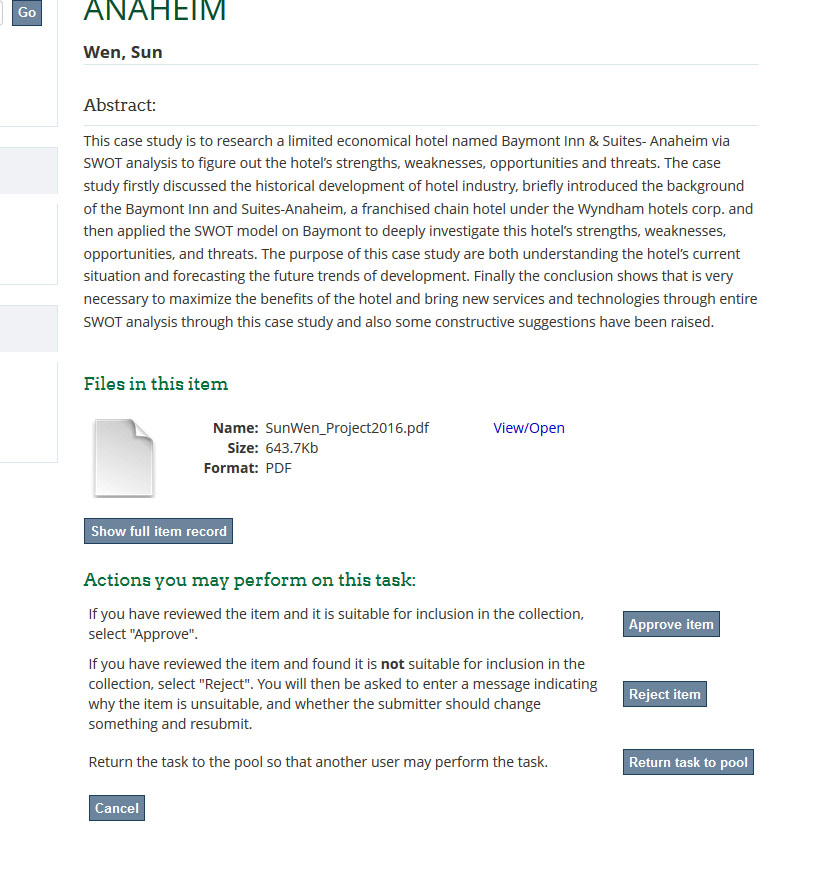 Go
ANAHEIM
Wen, Sun
Abstract:
This case study is to research a limited economical hotel named Baymont Inn & Suites- Anaheim via
SWOT analysis to figure out the hotel’s strengths, weaknesses, opportunities and threats. The case
study firstly discussed the historical development of hotel industry, briefly introduced the background
of the Baymont Inn and Suites-Anaheim, a franchised chain hotel under the Wyndham hotels corp. and
then applied the SWOT model on Baymont to deeply investigate this hotel’s strengths, weaknesses,
opportunities, and threats. The purpose of this case study are both understanding the hotel’s current
situation and forecasting the future trends of development. Finally the conclusion shows that is very
necessary to maximize the benefits of the hotel and bring new services and technologies through entire
SWOT analysis through this case study and also some constructive suggestions have been raised.
Files in this item
Name: SunWen_Project2016.pdf View/Open
Size: 643.7Kb
Format: PDF
Show full item record
Actions you may perform on this task:
If you have reviewed the item and it is suitable for inclusion in the collection,
select "Approve".
Approve item
If you have reviewed the item and found it is not suitable for inclusion in the
collection, select "Reject". You will then be asked to enter a message indicating
why the item is unsuitable, and whether the submitter should change
something and resubmit.
Reject item
Return the task to the pool so that another user may perform the task.
Return task to pool
Cancel